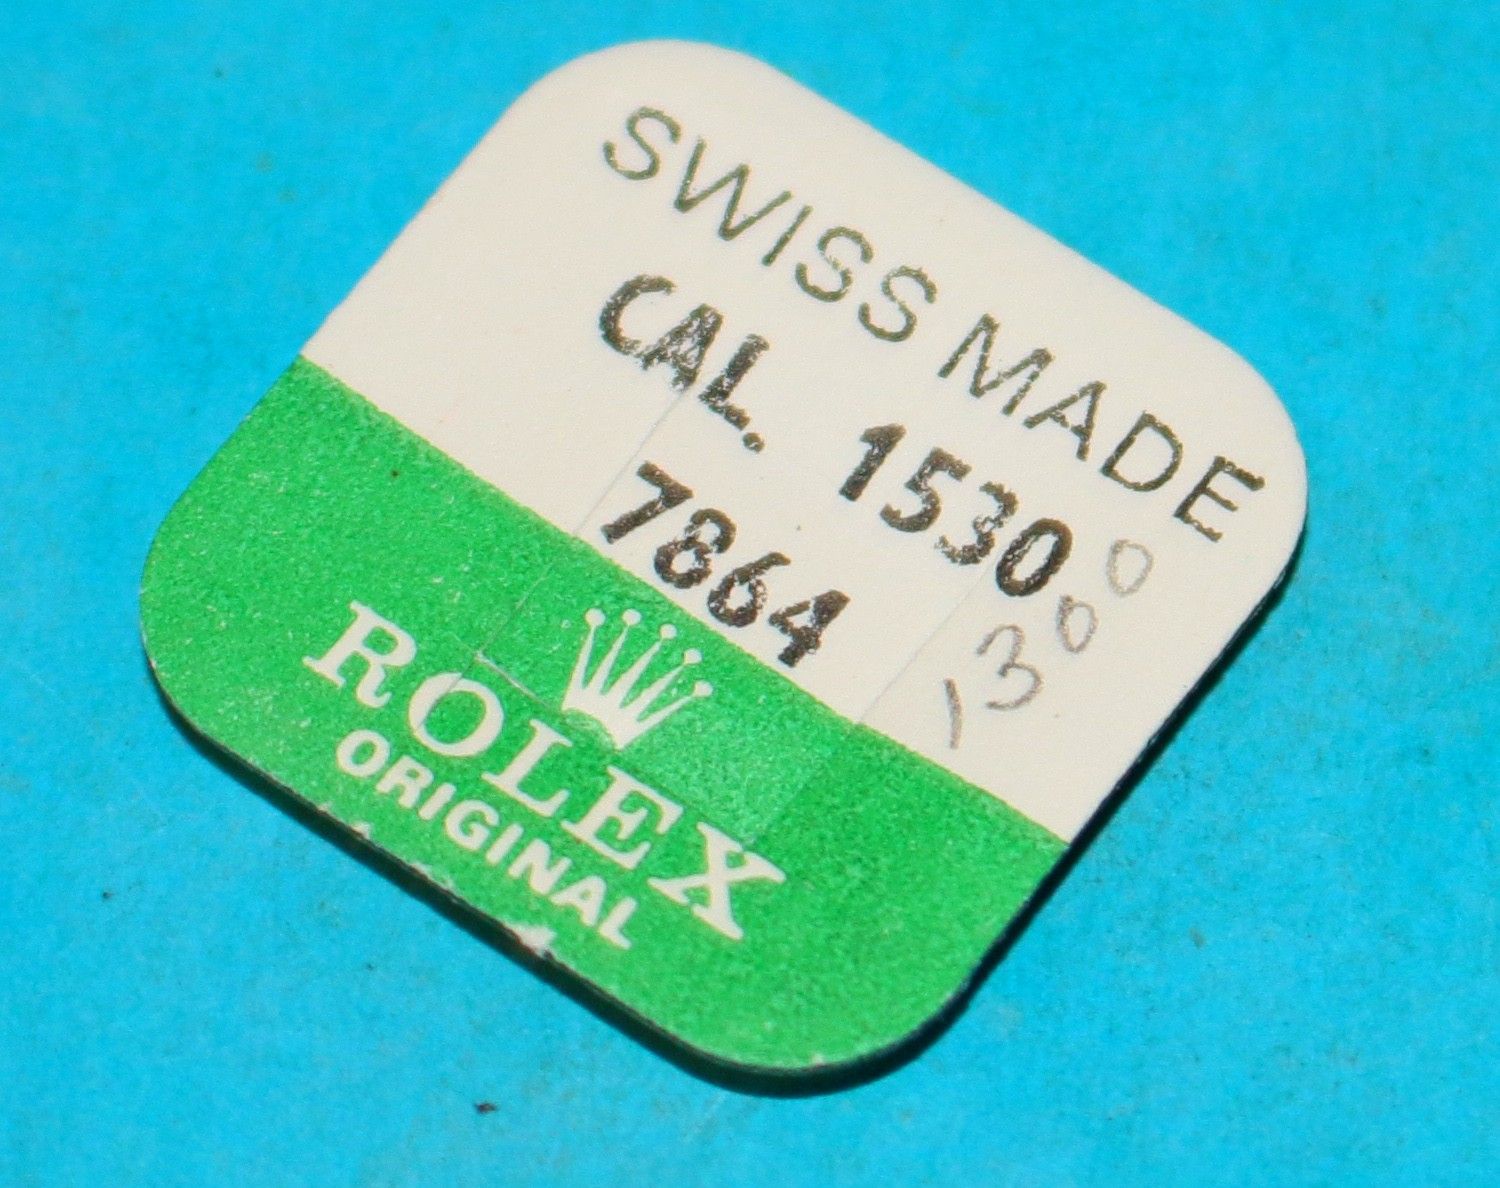 SWISS MADE
CAL. 1530
7864
1300
ROLEX
ORIGINAL